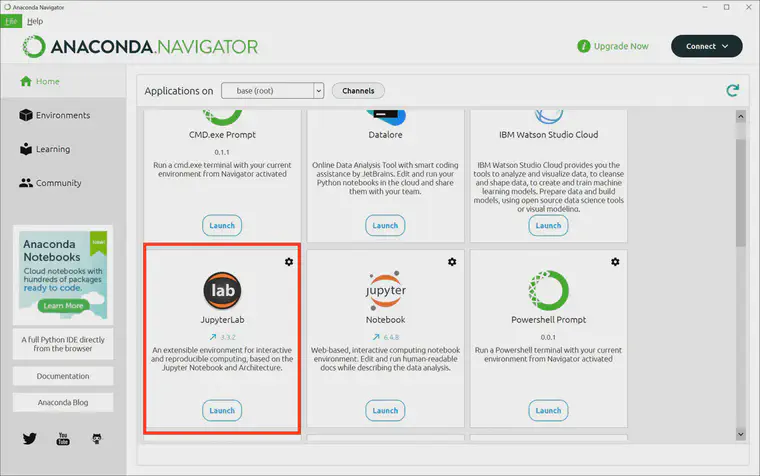 Anaconda Navigator
File Help
ANACONDA.NAVIGATOR
Upgrade Now
Connect
Home
Environments
Learning
Community
Applications on
base (root)
Channels
CMD.exe Prompt
0.1.1
Run a cmd.exe terminal with your current
environment from Navigator activated
Launch
Datalore
Online Data Analysis Tool with smart coding
assistance by JetBrains. Edit and run your
Python notebooks in the cloud and share
them with your team.
Launch
IBM Watson Studio Cloud
IBM Watson Studio Cloud provides you the
tools to analyze and visualize data, to cleanse
and shape data, to create and train machine
learning models. Prepare data and build
models, using open source data science tools
or visual modeling.
Launch
lab
JupyterLab
3.3.2
An extensible environment for interactive
and reproducible computing, based on the
Jupyter Notebook and Architecture.
Launch
jupyter
Notebook
6.4.8
Web-based, interactive computing notebook
environment. Edit and run human-readable
docs while describing the data analysis.
Launch
Powershell Prompt
0.0.1
Run a Powershell terminal with your current
environment from Navigator activated
Launch
Anaconda
Notebooks
Cloud notebooks with
hundreds of packages
ready to code.
Learn More
A full Python IDE directly
from the browser
Documentation
Anaconda Blog
You
Tube